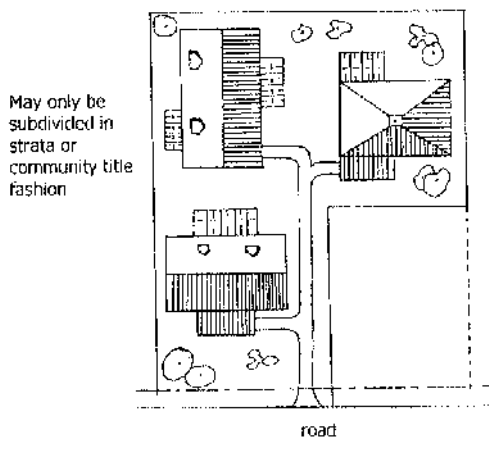 May only be
subdivided in
strata or
community title
fashion
road